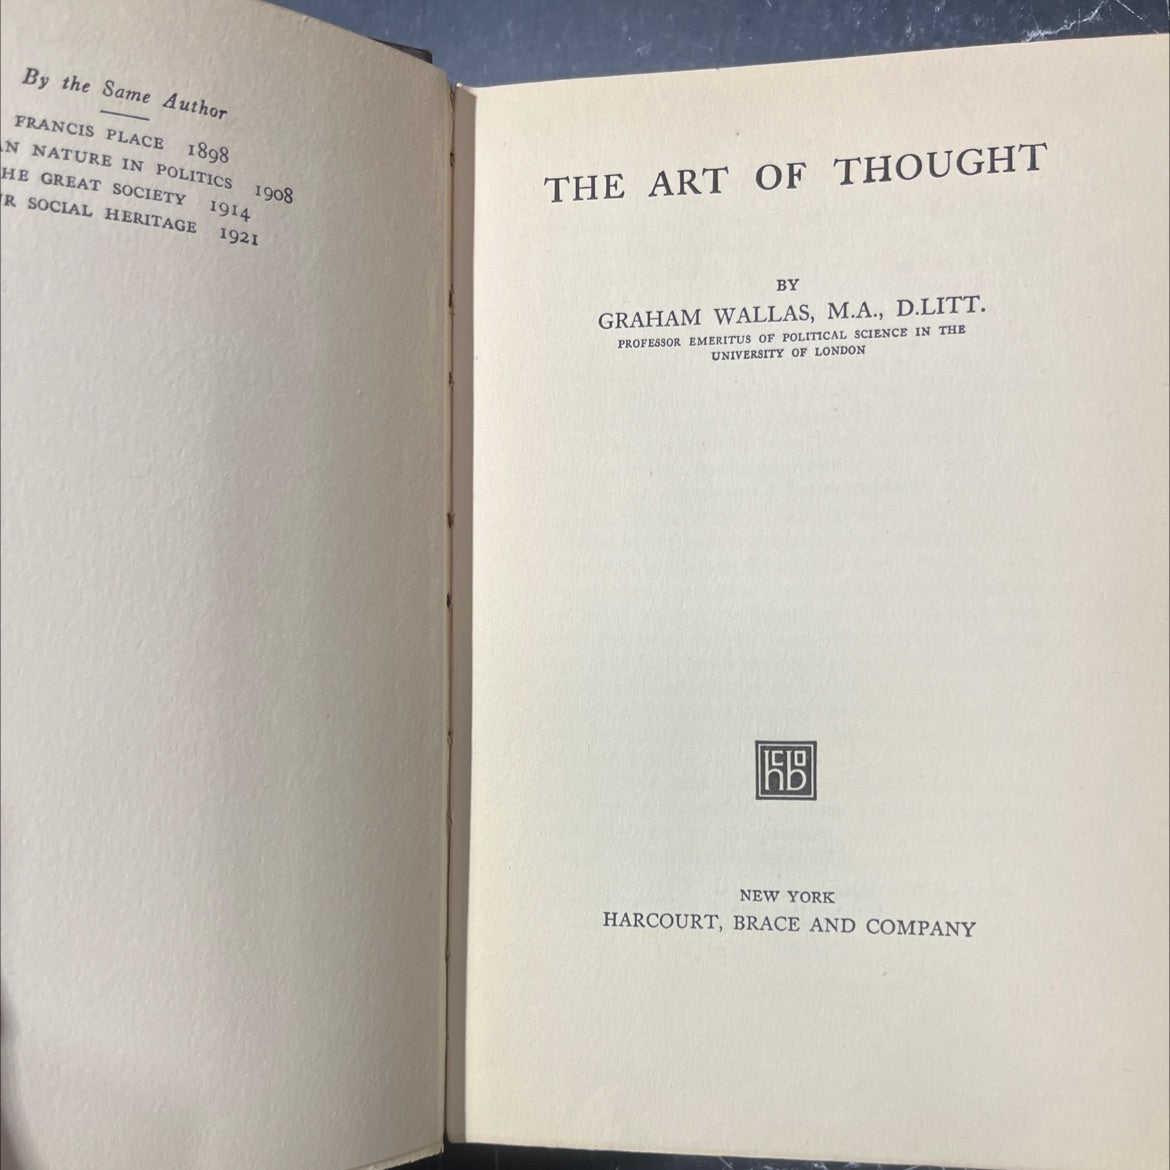 By the Same Author
FRANCIS PLACE 1898
AN NATURE IN POLITICS 1908
HE GREAT SOCIETY 1914
R SOCIAL HERITAGE 1921
THE ART OF THOUGHT
BY
GRAHAM WALLAS, M.A., D.LITT.
PROFESSOR EMERITUS OF POLITICAL SCIENCE IN THE
UNIVERSITY OF LONDON
hcbo
NEW YORK
HARCOURT, BRACE AND COMPANY